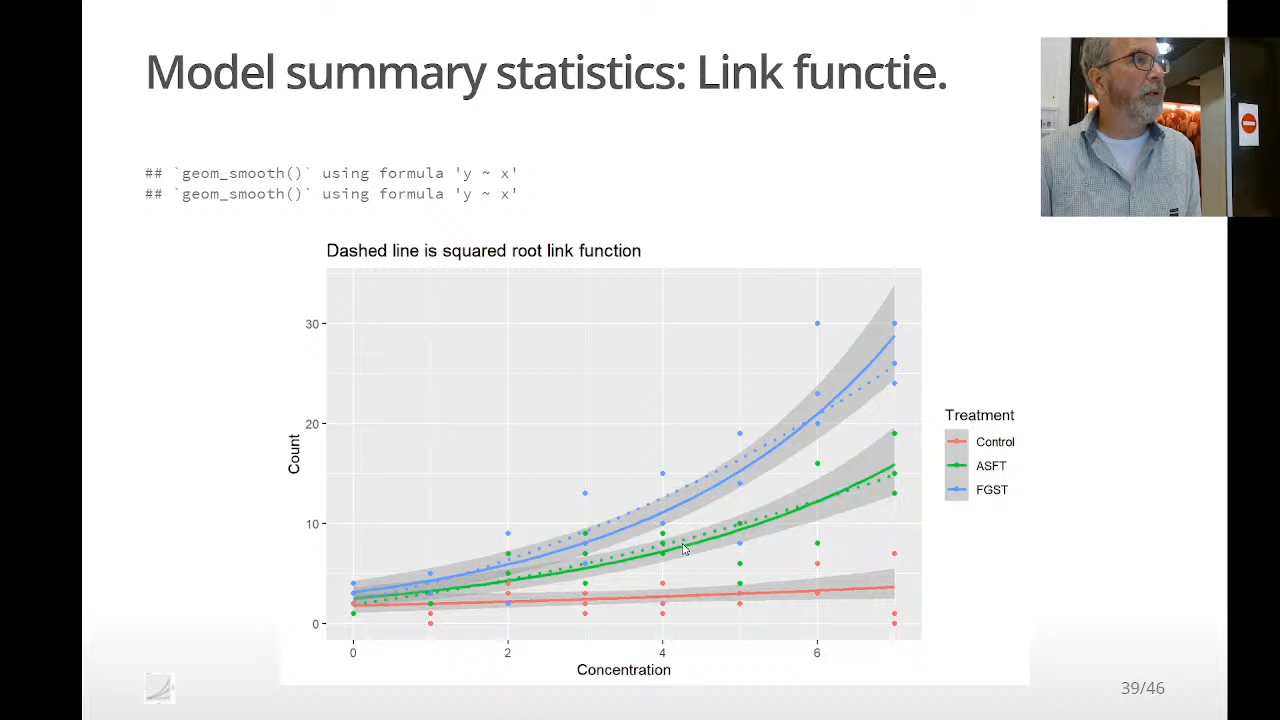 Model summary statistics: Link functie.
## `geom_smooth()` using formula 'y ~ x'
## `geom_smooth()` using formula 'y ~ x'
Dashed line is squared root link function
30
20
10
0
Count
0
2
4
6
Concentration
Treatment
Control
ASFT
FGST
39/46